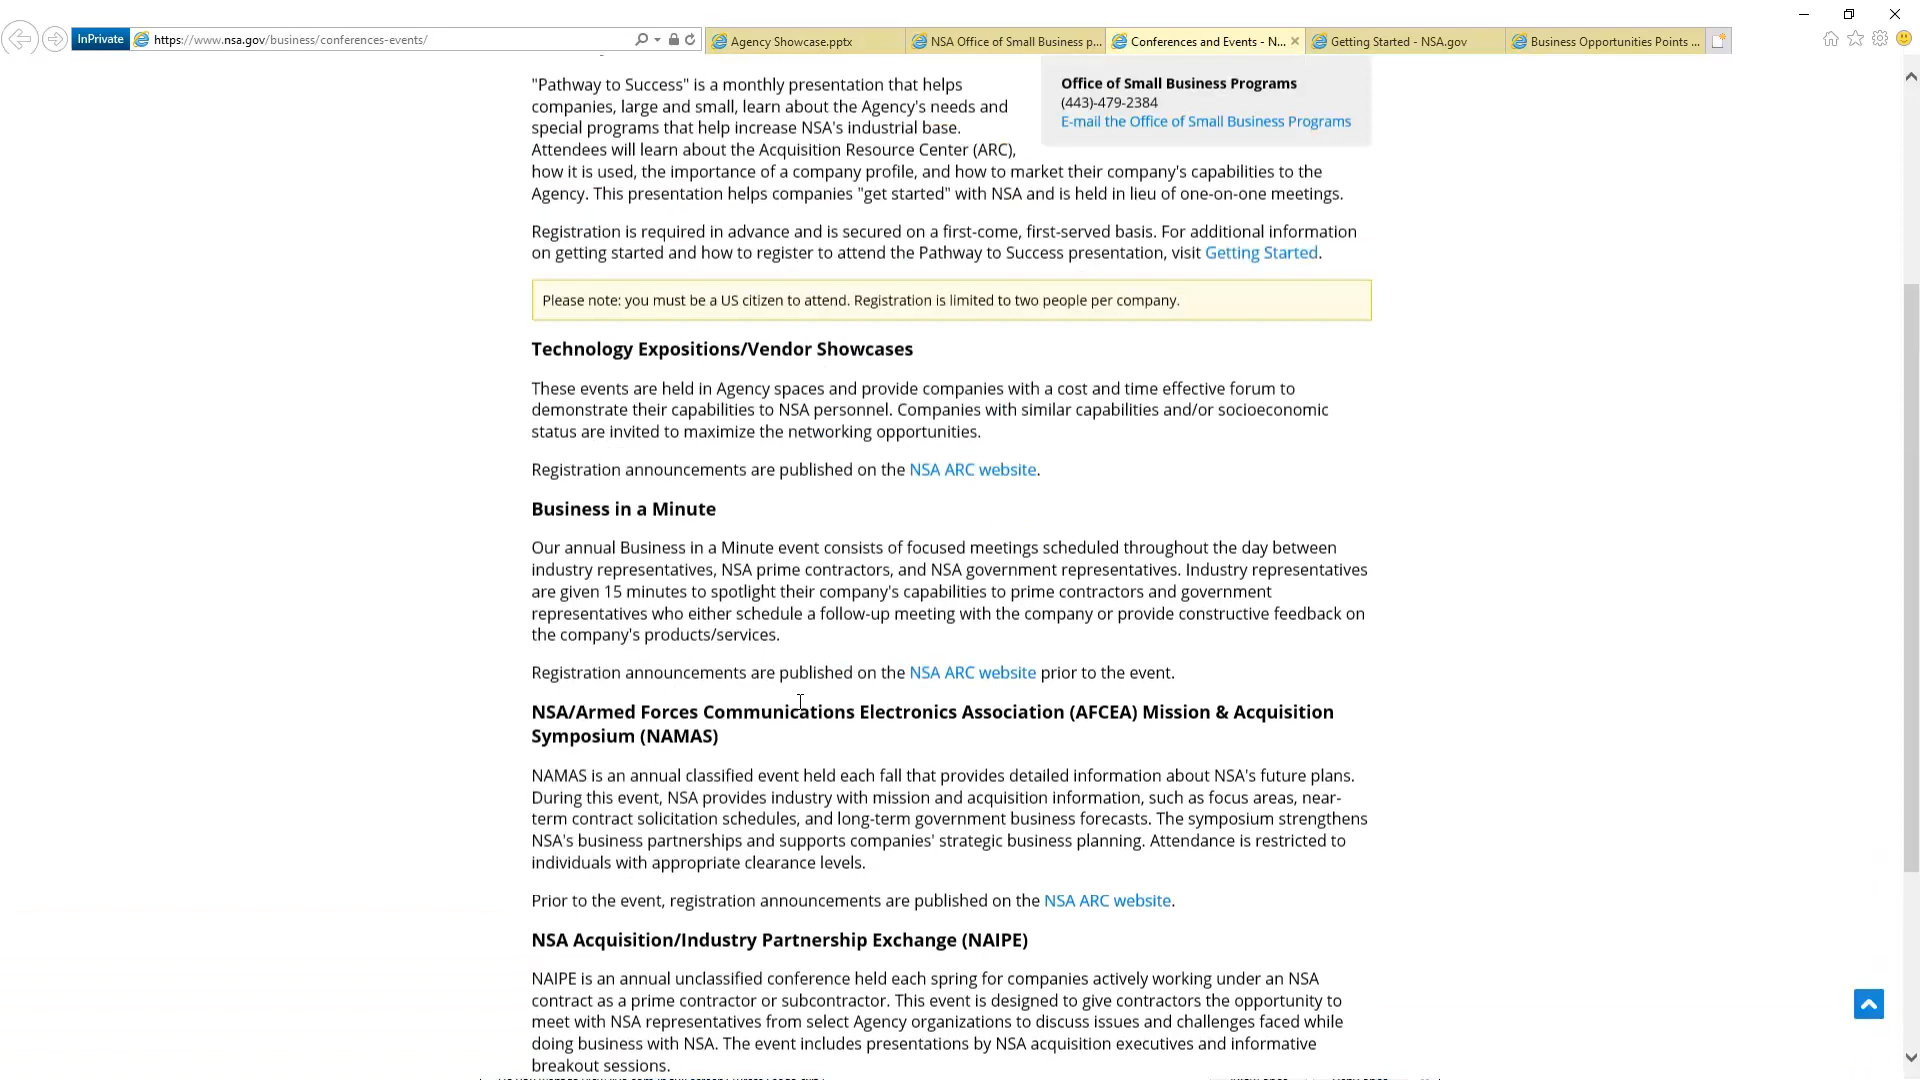 InPrivate
https://www.nsa.gov/business/conferences-events/
Agency Showcase.pptx
NSA Office of Small Business p...
Conferences and Events - N...
Getting Started - NSA.gov
Business Opportunities Points ...
"Pathway to Success" is a monthly presentation that helps
companies, large and small, learn about the Agency's needs and
special programs that help increase NSA's industrial base.
Attendees will learn about the Acquisition Resource Center (ARC),
how it is used, the importance of a company profile, and how to market their company's capabilities to the
Agency. This presentation helps companies "get started" with NSA and is held in lieu of one-on-one meetings.
Office of Small Business Programs
(443)-479-2384
E-mail the Office of Small Business Programs
Registration is required in advance and is secured on a first-come, first-served basis. For additional information
on getting started and how to register to attend the Pathway to Success presentation, visit Getting Started.
Please note: you must be a US citizen to attend. Registration is limited to two people per company.
Technology Expositions/Vendor Showcases
These events are held in Agency spaces and provide companies with a cost and time effective forum to
demonstrate their capabilities to NSA personnel. Companies with similar capabilities and/or socioeconomic
status are invited to maximize the networking opportunities.
Registration announcements are published on the NSA ARC website.
Business in a Minute
Our annual Business in a Minute event consists of focused meetings scheduled throughout the day between
industry representatives, NSA prime contractors, and NSA government representatives. Industry representatives
are given 15 minutes to spotlight their company's capabilities to prime contractors and government
representatives who either schedule a follow-up meeting with the company or provide constructive feedback on
the company's products/services.
Registration announcements are published on the NSA ARC website prior to the event.
NSA/Armed Forces Communications Electronics Association (AFCEA) Mission & Acquisition
Symposium (NAMAS)
NAMAS is an annual classified event held each fall that provides detailed information about NSA's future plans.
During this event, NSA provides industry with mission and acquisition information, such as focus areas, near-
term contract solicitation schedules, and long-term government business forecasts. The symposium strengthens
NSA's business partnerships and supports companies' strategic business planning. Attendance is restricted to
individuals with appropriate clearance levels.
Prior to the event, registration announcements are published on the NSA ARC website.
NSA Acquisition/Industry Partnership Exchange (NAIPE)
NAIPE is an annual unclassified conference held each spring for companies actively working under an NSA
contract as a prime contractor or subcontractor. This event is designed to give contractors the opportunity to
meet with NSA representatives from select Agency organizations to discuss issues and challenges faced while
doing business with NSA. The event includes presentations by NSA acquisition executives and informative
breakout sessions.